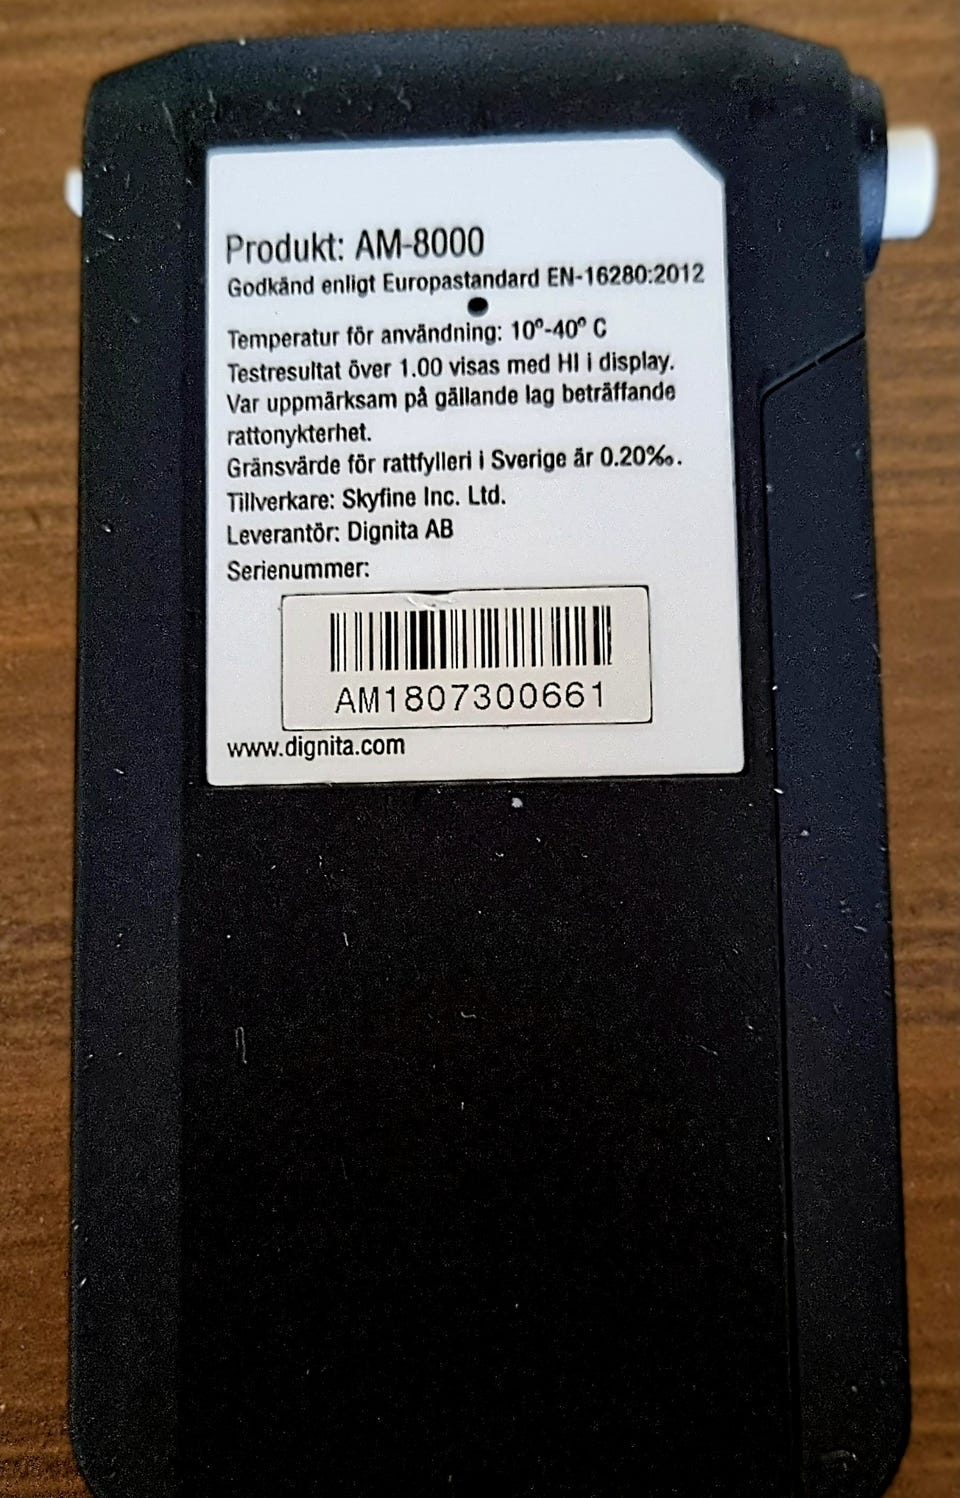 Produkt: AM-8000
Godkänd enligt Europastandard EN-16280:2012
Temperatur för användning: 10º-40º C
Testresultat över 1.00 visas med HI i display.
Var uppmärksam på gällande lag beträffande
rattonykterhet.
Gränsvärde för rattfylleri i Sverige är 0.20‰.
Tillverkare: Skyfine Inc. Ltd.
Leverantör: Dignita AB
Serienummer:
AM1807300661
www.dignita.com